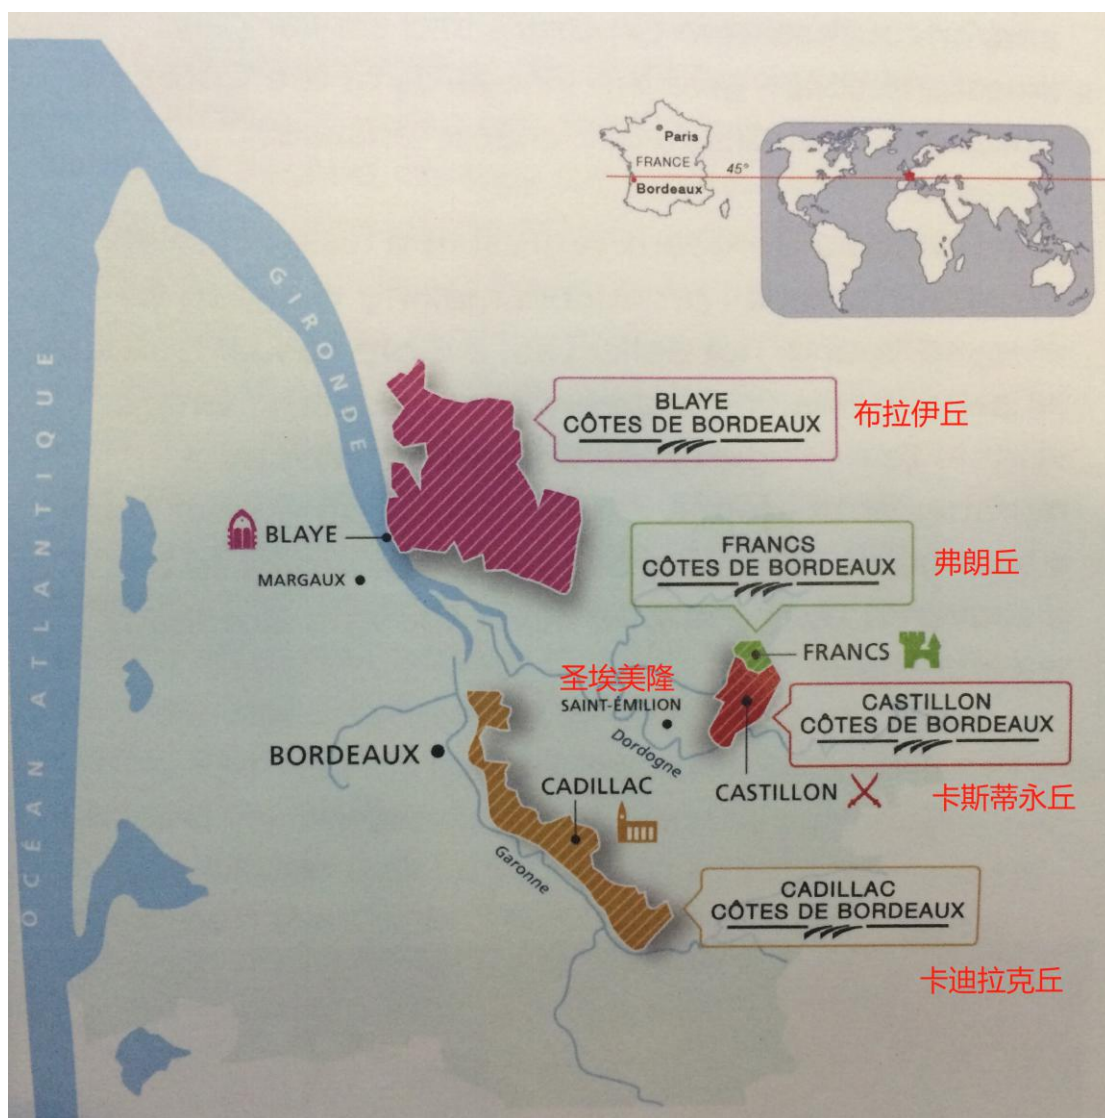 Paris
FRANCE
45°
Bordeaux
GIRONDE
OCÉAN ATLANTIQUE
BLAYE
CÔTES DE BORDEAUX
布拉伊丘
BLAYE
MARGAUX
FRANCS
CÔTES DE BORDEAUX
弗朗丘
FRANCS
圣埃美隆
SAINT-ÉMILION
Dordogne
CASTILLON
CÔTES DE BORDEAUX
BORDEAUX
CADILLAC
CASTILLON
卡斯蒂永丘
Garonne
CADILLAC
CÔTES DE BORDEAUX
卡迪拉克丘